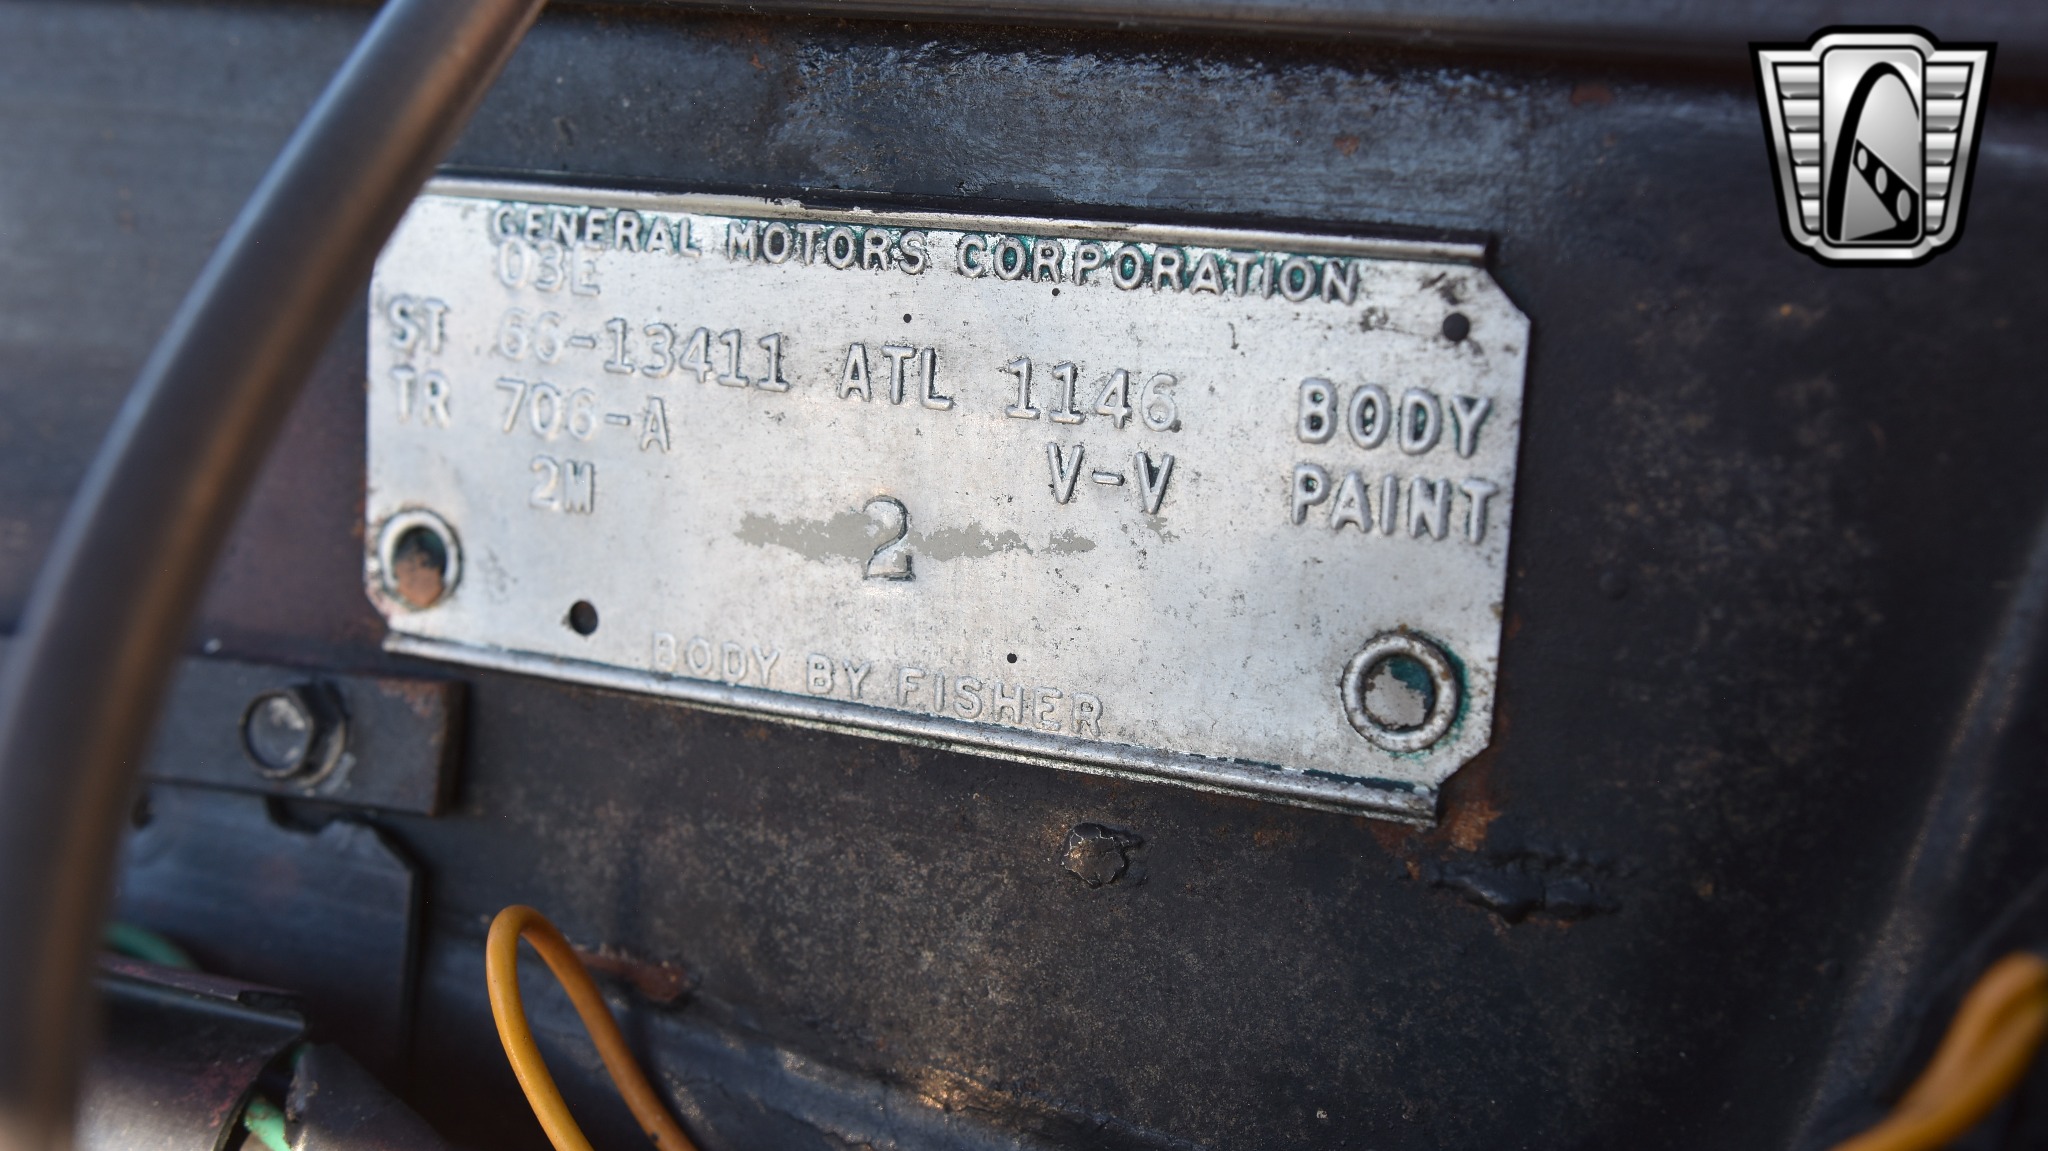 GENERAL MOTORS CORPORATION
03E
ST 66-13411 ATL 1146 BODY
TR 706-A V-V PAINT
2M
2
BODY BY FISHER